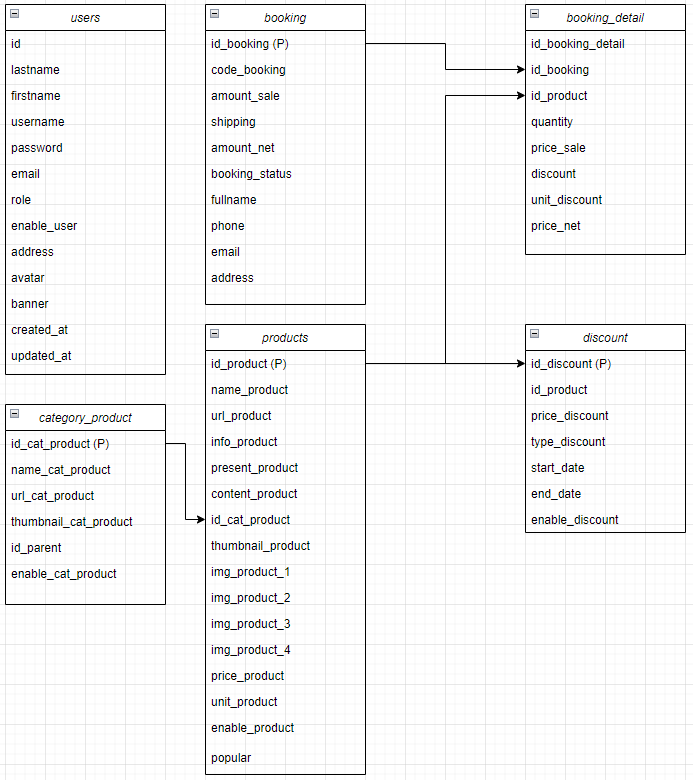 users
id
lastname
firstname
username
password
email
role
enable_user
address
avatar
banner
created_at
updated_at
booking
id_booking (P)
code_booking
amount_sale
shipping
amount_net
booking_status
fullname
phone
email
address
booking_detail
id_booking_detail
id_booking
id_product
quantity
price_sale
discount
unit_discount
price_net
category_product
id_cat_product (P)
name_cat_product
url_cat_product
thumbnail_cat_product
id_parent
enable_cat_product
products
id_product (P)
name_product
url_product
info_product
present_product
content_product
id_cat_product
thumbnail_product
img_product_1
img_product_2
img_product_3
img_product_4
price_product
unit_product
enable_product
popular
discount
id_discount (P)
id_product
price_discount
type_discount
start_date
end_date
enable_discount